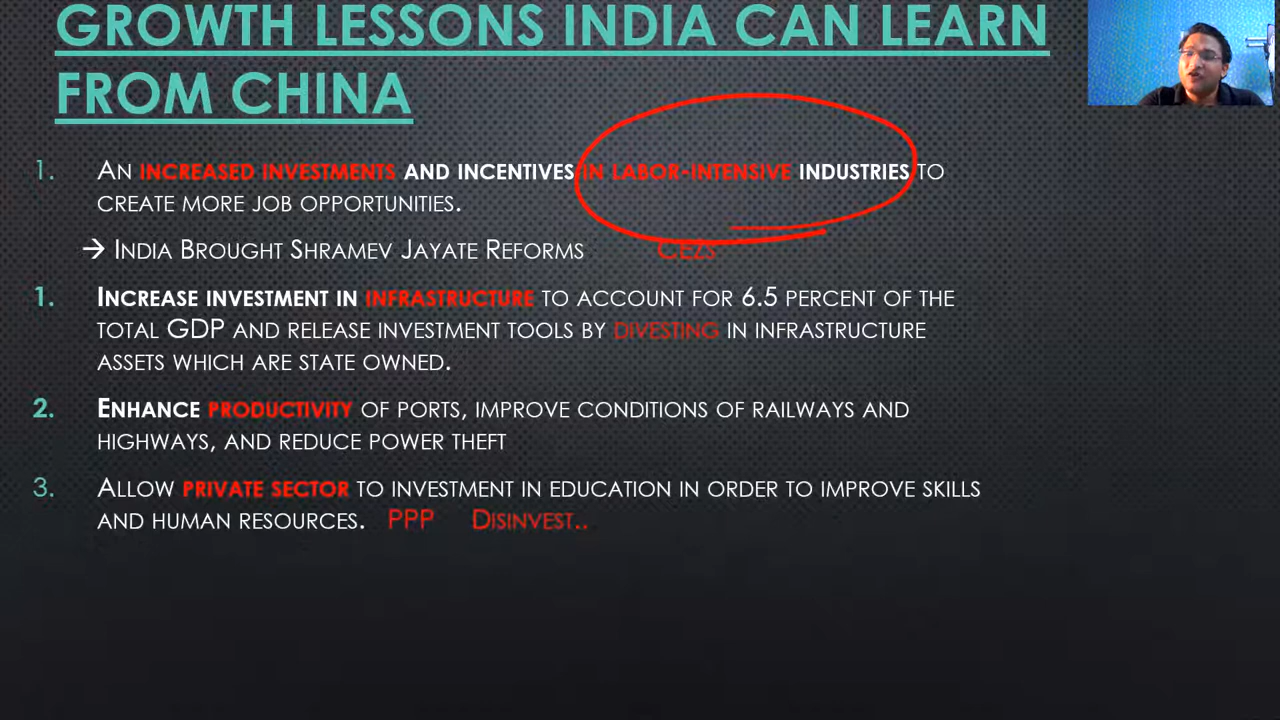 GROWTH LESSONS INDIA CAN LEARN
FROM CHINA
1. AN INCREASED INVESTMENTS AND INCENTIVES IN LABOR-INTENSIVE INDUSTRIES TO
CREATE MORE JOB OPPORTUNITIES.
→ INDIA BROUGHT SHRAMEV JAYATE REFORMS CEZS
1. INCREASE INVESTMENT IN INFRASTRUCTURE TO ACCOUNT FOR 6.5 PERCENT OF THE
TOTAL GDP AND RELEASE INVESTMENT TOOLS BY DIVESTING IN INFRASTRUCTURE
ASSETS WHICH ARE STATE OWNED.
2. ENHANCE PRODUCTIVITY OF PORTS, IMPROVE CONDITIONS OF RAILWAYS AND
HIGHWAYS, AND REDUCE POWER THEFT
3. ALLOW PRIVATE SECTOR TO INVESTMENT IN EDUCATION IN ORDER TO IMPROVE SKILLS
AND HUMAN RESOURCES. PPP DISINVEST..